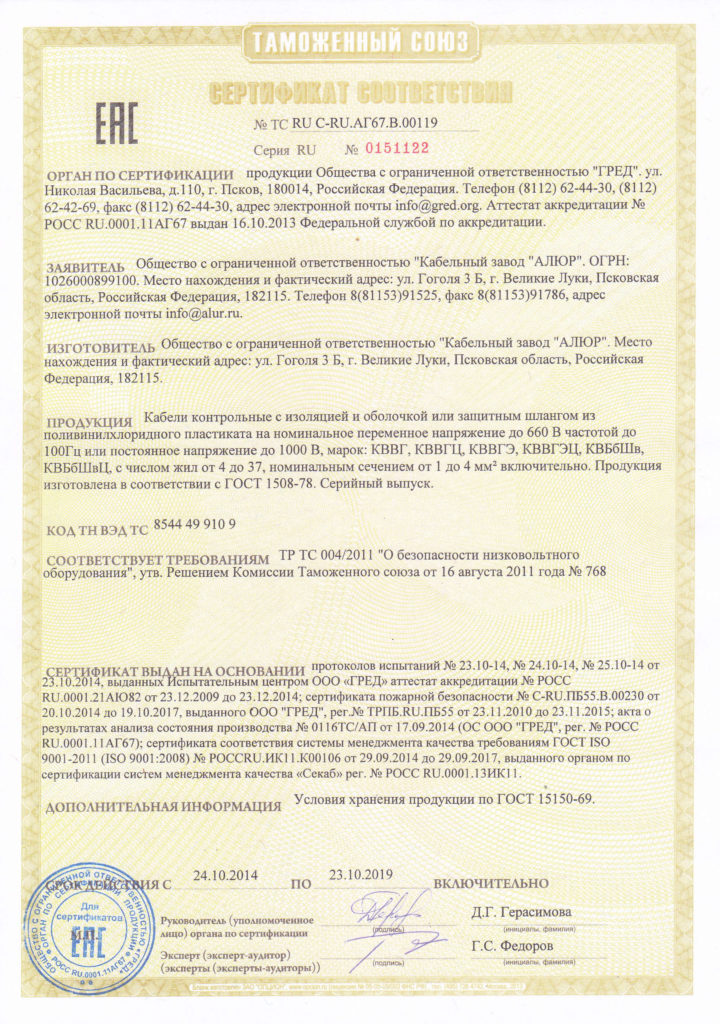 ТАМОЖЕННЫЙ СОЮЗ
СЕРТИФИКАТ СООТВЕТСТВИЯ
ЕАС
№ ТС RU C-RU.АГ67.В.00119
Серия RU № 0151122
ОРГАН ПО СЕРТИФИКАЦИИ продукции Общества с ограниченной ответственностью "ГРЕД". ул.
Николая Васильева, д.110, г. Псков, 180014, Российская Федерация. Телефон (8112) 62-44-30, (8112)
62-42-69, факс (8112) 62-44-30, адрес электронной почты info@gred.org. Аттестат аккредитации №
РОСС RU.0001.11АГ67 выдан 16.10.2013 Федеральной службой по аккредитации.
ЗАЯВИТЕЛЬ Общество с ограниченной ответственностью "Кабельный завод "АЛЮР". ОГРН:
1026000899100. Место нахождения и фактический адрес: ул. Гоголя 3 Б, г. Великие Луки, Псковская
область, Российская Федерация, 182115. Телефон 8(81153)91525, факс 8(81153)91786, адрес
электронной почты info@alur.ru.
ИЗГОТОВИТЕЛЬ Общество с ограниченной ответственностью "Кабельный завод "АЛЮР". Место
нахождения и фактический адрес: ул. Гоголя 3 Б, г. Великие Луки, Псковская область, Российская
Федерация, 182115.
ПРОДУКЦИЯ Кабели контрольные с изоляцией и оболочкой или защитным шлангом из
поливинилхлоридного пластиката на номинальное переменное напряжение до 660 В частотой до
100Гц или постоянное напряжение до 1000 В, марок: КВВГ, КВВГЦ, КВВГЭ, КВВГЭЦ, КВБбШв,
КВБбШвЦ, с числом жил от 4 до 37, номинальным сечением от 1 до 4 мм² включительно. Продукция
изготовлена в соответствии с ГОСТ 1508-78. Серийный выпуск.
КОД ТН ВЭД ТС 8544 49 910 9
СООТВЕТСТВУЕТ ТРЕБОВАНИЯМ ТР ТС 004/2011 "О безопасности низковольтного
оборудования", утв. Решением Комиссии Таможенного союза от 16 августа 2011 года № 768
СЕРТИФИКАТ ВЫДАН НА ОСНОВАНИИ протоколов испытаний № 23.10-14, № 24.10-14, № 25.10-14 от
23.10.2014, выданных Испытательным центром ООО «ГРЕД» аттестат аккредитации № РОСС
RU.0001.21АЮ82 от 23.12.2009 до 23.12.2014; сертификата пожарной безопасности № C-RU.ПБ55.В.00230 от
20.10.2014 до 19.10.2017, выданного ООО "ГРЕД", рег.№ ТРПБ.RU.ПБ55 от 23.11.2010 до 23.11.2015; акта о
результатах анализа состояния производства № 0116ТС/АП от 17.09.2014 (ОС ООО "ГРЕД", рег. № РОСС
RU.0001.11АГ67); сертификата соответствия системы менеджмента качества требованиям ГОСТ ISO
9001-2011 (ISO 9001:2008) № РОССRU.ИК11.К00106 от 29.09.2014 до 29.09.2017, выданного органом по
сертификации систем менеджмента качества «Секаб» рег. № РОСС RU.0001.13ИК11.
ДОПОЛНИТЕЛЬНАЯ ИНФОРМАЦИЯ Условия хранения продукции по ГОСТ 15150-69.
СРОК ДЕЙСТВИЯ С 24.10.2014 ПО 23.10.2019 ВКЛЮЧИТЕЛЬНО
ОБЩЕСТВО С ОГРАНИЧЕННОЙ ОТВЕТСТВЕННОСТЬЮ «ГРЕД»
ОРГАН ПО СЕРТИФИКАЦИИ ПРОДУКЦИИ
РОСС RU.0001.11АГ67
Для
сертификатов
М.П.
ЕАС
Руководитель (уполномоченное
лицо) органа по сертификации
(подпись)
Д.Г. Герасимова
(инициалы, фамилия)
Эксперт (эксперт-аудитор)
(эксперты (эксперты-аудиторы))
(подпись)
Г.С. Федоров
(инициалы, фамилия)